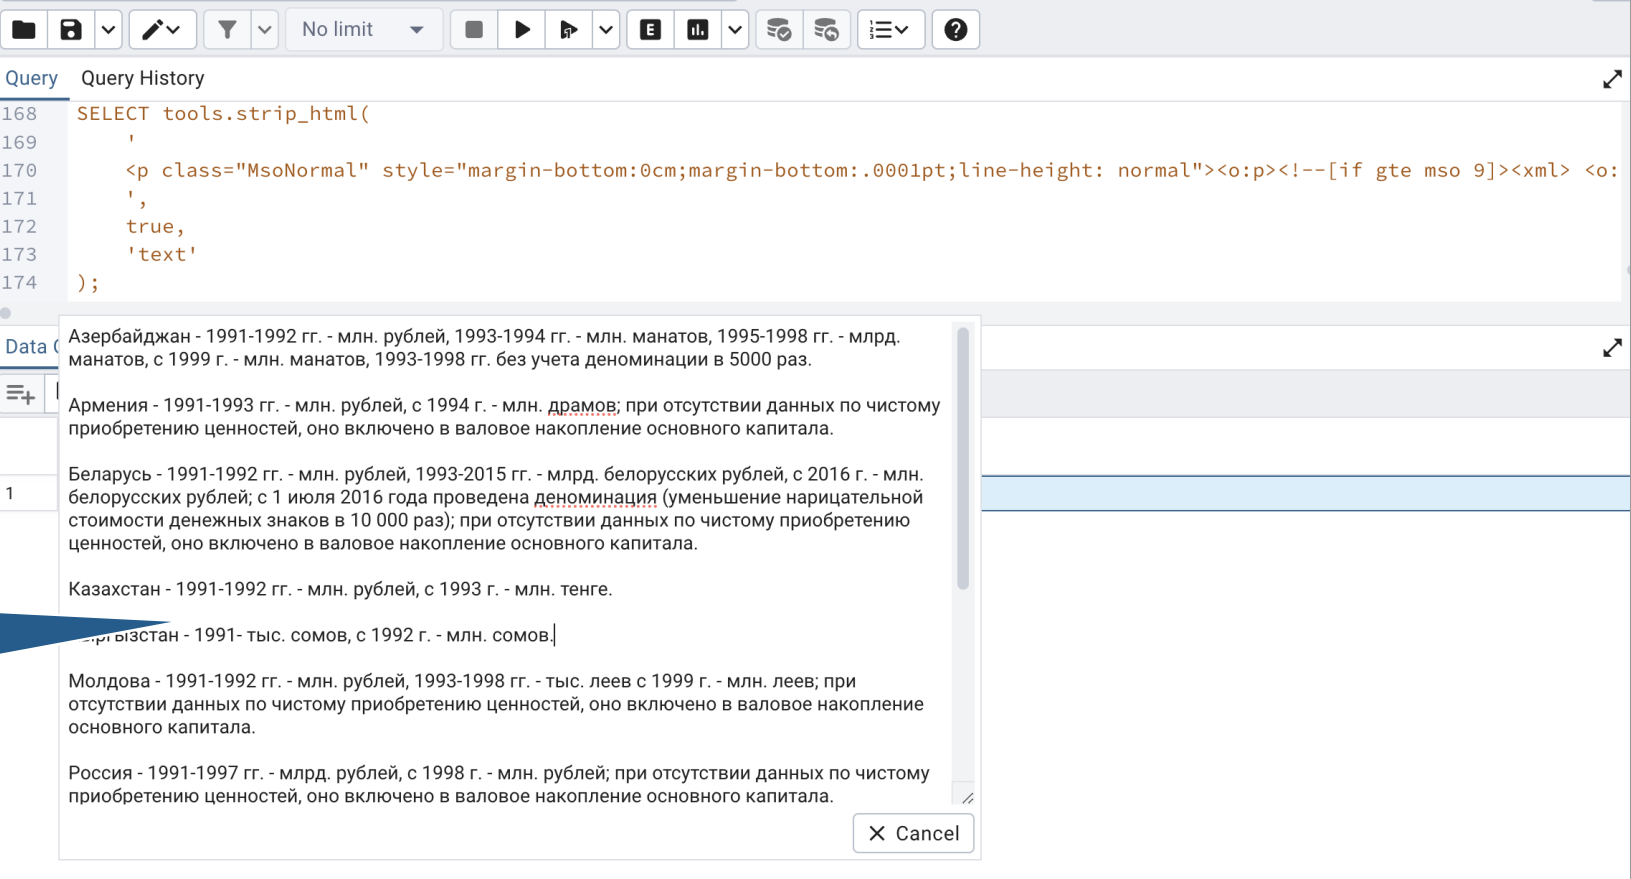 No limit
E
Query Query History
168 SELECT tools.strip_html(
169 '
170 <p class="MsoNormal" style="margin-bottom:0cm;margin-bottom:.0001pt;line-height: normal"><o:p><!--[if gte mso 9]><xml> <o:
171 ',
172 true,
173 'text'
174 );
Data
1
Азербайджан - 1991-1992 гг. - млн. рублей, 1993-1994 гг. - млн. манатов, 1995-1998 гг. - млрд.
манатов, с 1999 г. - млн. манатов, 1993-1998 гг. без учета деноминации в 5000 раз.
Армения - 1991-1993 гг. - млн. рублей, с 1994 г. - млн. драмов; при отсутствии данных по чистому
приобретению ценностей, оно включено в валовое накопление основного капитала.
Беларусь - 1991-1992 гг. - млн. рублей, 1993-2015 гг. - млрд. белорусских рублей, с 2016 г. - млн.
белорусских рублей; с 1 июля 2016 года проведена деноминация (уменьшение нарицательной
стоимости денежных знаков в 10 000 раз); при отсутствии данных по чистому приобретению
ценностей, оно включено в валовое накопление основного капитала.
Казахстан - 1991-1992 гг. - млн. рублей, с 1993 г. - млн. тенге.
- 1991- тыс. сомов, с 1992 г. - млн. сомов.
Молдова - 1991-1992 гг. - млн. рублей, 1993-1998 гг. - тыс. леев с 1999 г. - млн. леев; при
отсутствии данных по чистому приобретению ценностей, оно включено в валовое накопление
основного капитала.
Россия - 1991-1997 гг. - млрд. рублей, с 1998 г. - млн. рублей; при отсутствии данных по чистому
приобретению ценностей, оно включено в валовое накопление основного капитала.
Cancel